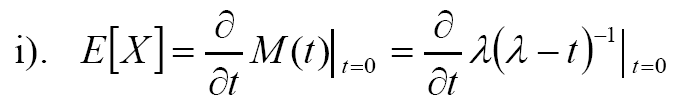 i). E[X] = ∂/∂t M(t)|ₜ₌₀ = ∂/∂t λ(λ − t)⁻¹|ₜ₌₀